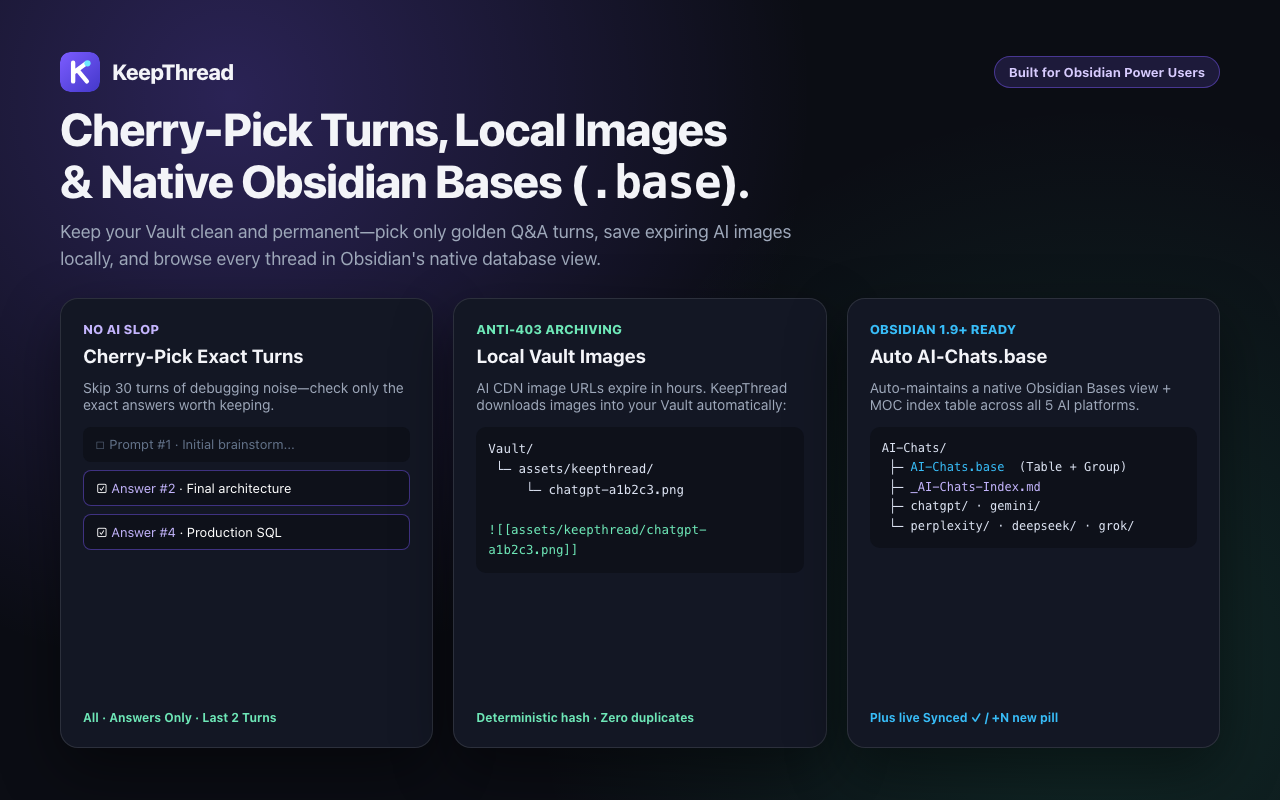 KeepThread
Built for Obsidian Power Users
Cherry-Pick Turns, Local Images
& Native Obsidian Bases (.base).
Keep your Vault clean and permanent—pick only golden Q&A turns, save expiring AI images
locally, and browse every thread in Obsidian's native database view.
NO AI SLOP
Cherry-Pick Exact Turns
Skip 30 turns of debugging noise—check only the
exact answers worth keeping.
☐ Prompt #1 · Initial brainstorm...
☑ Answer #2 · Final architecture
☑ Answer #4 · Production SQL
All · Answers Only · Last 2 Turns
ANTI-403 ARCHIVING
Local Vault Images
AI CDN image URLs expire in hours. KeepThread
downloads images into your Vault automatically:
Vault/
└─ assets/keepthread/
└─ chatgpt-a1b2c3.png
![[assets/keepthread/chatgpt-
a1b2c3.png]]
Deterministic hash · Zero duplicates
OBSIDIAN 1.9+ READY
Auto AI-Chats.base
Auto-maintains a native Obsidian Bases view +
MOC index table across all 5 AI platforms.
AI-Chats/
├─ AI-Chats.base (Table + Group)
├─ _AI-Chats-Index.md
├─ chatgpt/ · gemini/
└─ perplexity/ · deepseek/ · grok/
Plus live Synced ✓ / +N new pill